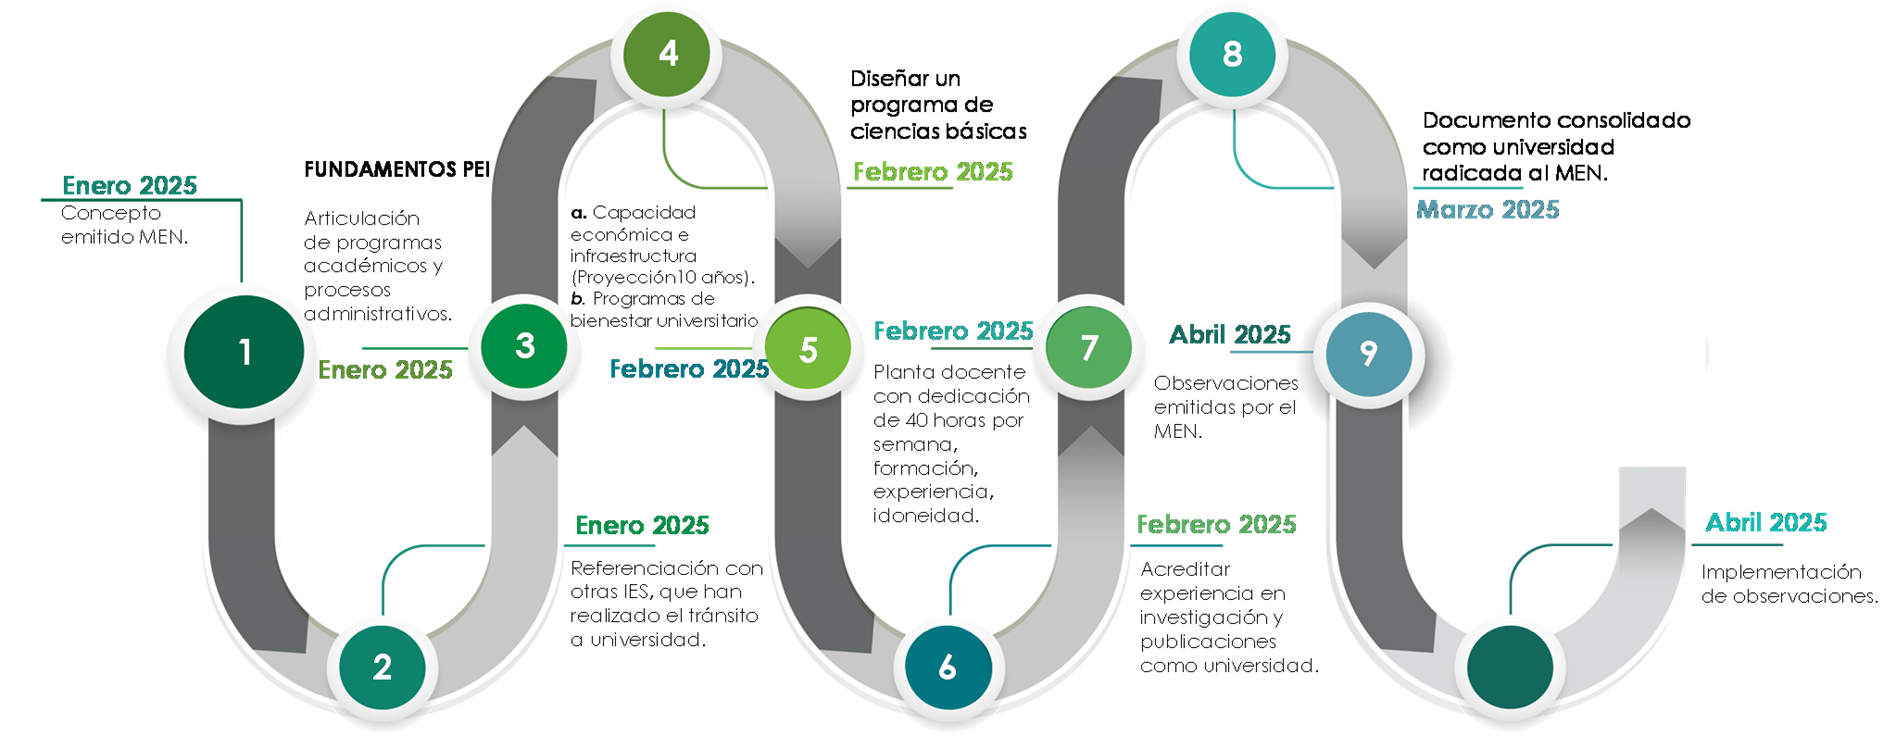 1
Enero 2025
Concepto
emitido MEN.
2
Enero 2025
Referenciación con
otras IES, que han
realizado el tránsito
a universidad.
3
FUNDAMENTOS PEI
Articulación
de programas
académicos y
procesos
administrativos.
Enero 2025
4
Diseñar un
programa de
ciencias básicas
Febrero 2025
5
a. Capacidad
económica e
infraestructura
(Proyección10 años).
b. Programas de
bienestar universitario
Febrero 2025
6
Febrero 2025
Acreditar
experiencia en
investigación y
publicaciones
como universidad.
7
Febrero 2025
Planta docente
con dedicación
de 40 horas por
semana,
formación,
experiencia,
idoneidad.
8
Documento consolidado
como universidad
radicada al MEN.
Marzo 2025
9
Abril 2025
Observaciones
emitidas por el
MEN.
Abril 2025
Implementación
de observaciones.